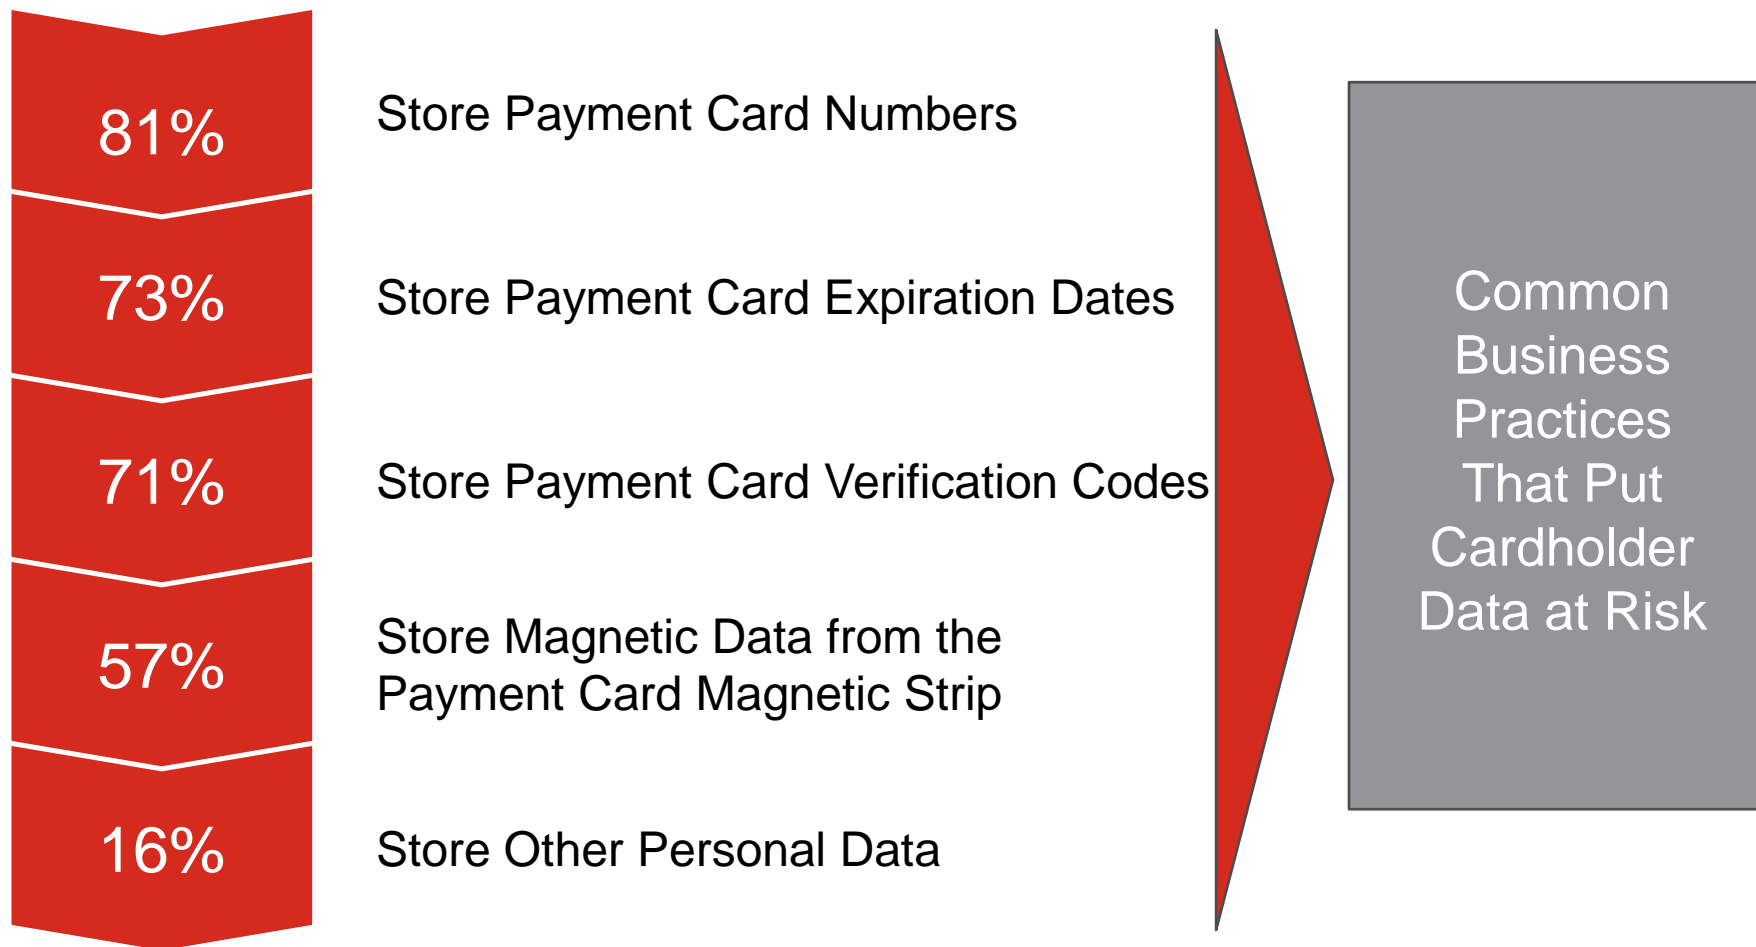 81%
Store Payment Card Numbers
73%
Store Payment Card Expiration Dates
71%
Store Payment Card Verification Codes
57%
Store Magnetic Data from the
Payment Card Magnetic Strip
16%
Store Other Personal Data
Common
Business
Practices
That Put
Cardholder
Data at Risk